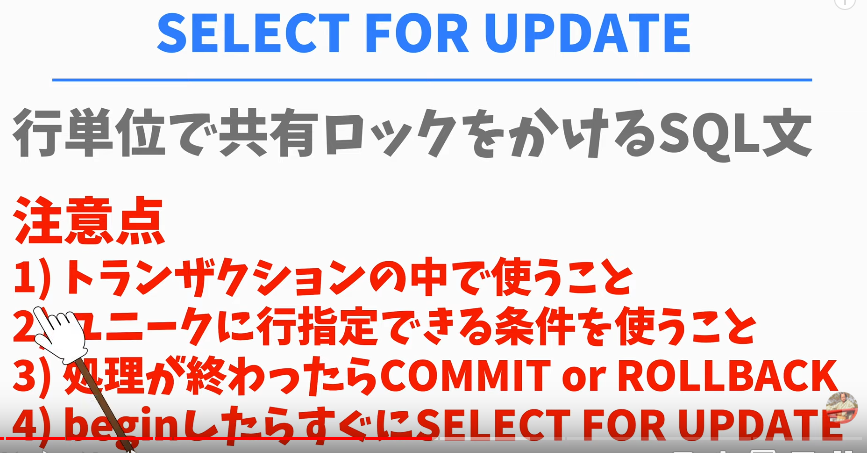 SELECT FOR UPDATE
行単位で共有ロックをかけるSQL文
注意点
1) トランザクションの中で使うこと
2) ユニークに行指定できる条件を使うこと
3) 処理が終わったらCOMMIT or ROLLBACK
4) beginしたらすぐにSELECT FOR UPDATE